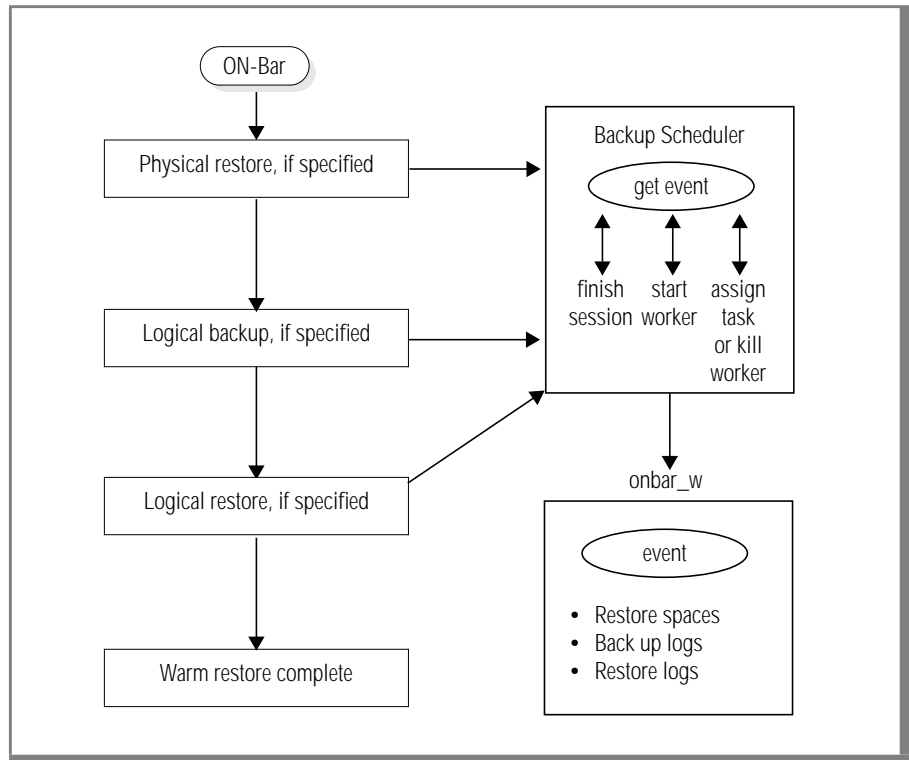 ON-Bar
Physical restore, if specified
Logical backup, if specified
Logical restore, if specified
Warm restore complete
Backup Scheduler
get event
finish
session
start
worker
assign
task
or kill
worker
onbar_w
event
• Restore spaces
• Back up logs
• Restore logs